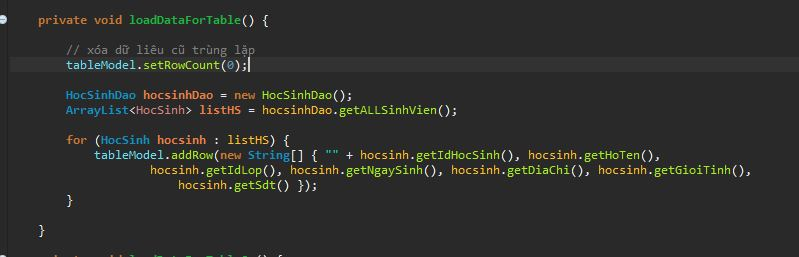 private void loadDataForTable() {
// xóa dữ liêu cũ trùng lặp
tableModel.setRowCount(0);
HocSinhDao hocsinhDao = new HocSinhDao();
ArrayList<HocSinh> listHS = hocsinhDao.getALLSinhVien();
for (HocSinh hocsinh : listHS) {
tableModel.addRow(new String[] { "" + hocsinh.getIdHocSinh(), hocsinh.getHoTen(),
hocsinh.getIdLop(), hocsinh.getNgaySinh(), hocsinh.getDiaChi(), hocsinh.getGioiTinh(),
hocsinh.getSdt() });
}
}